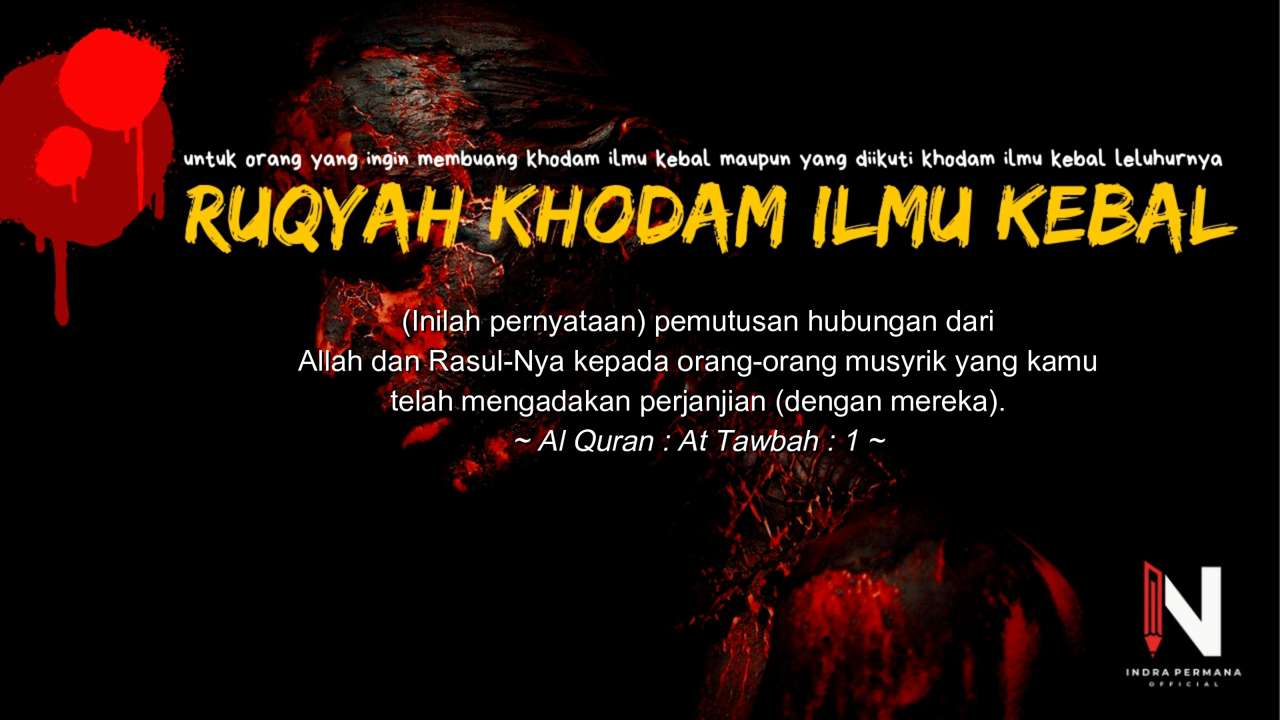 untuk orang yang ingin membuang khodam ilmu kebal maupun yang diikuti khodam ilmu kebal leluhurnya
RUQYAH KHODAM ILMU KEBAL
(Inilah pernyataan) pemutusan hubungan dari
Allah dan Rasul-Nya kepada orang-orang musyrik yang kamu
telah mengadakan perjanjian (dengan mereka).
~ Al Quran : At Tawbah : 1 ~
N
INDRA PERMANA
OFFICIAL